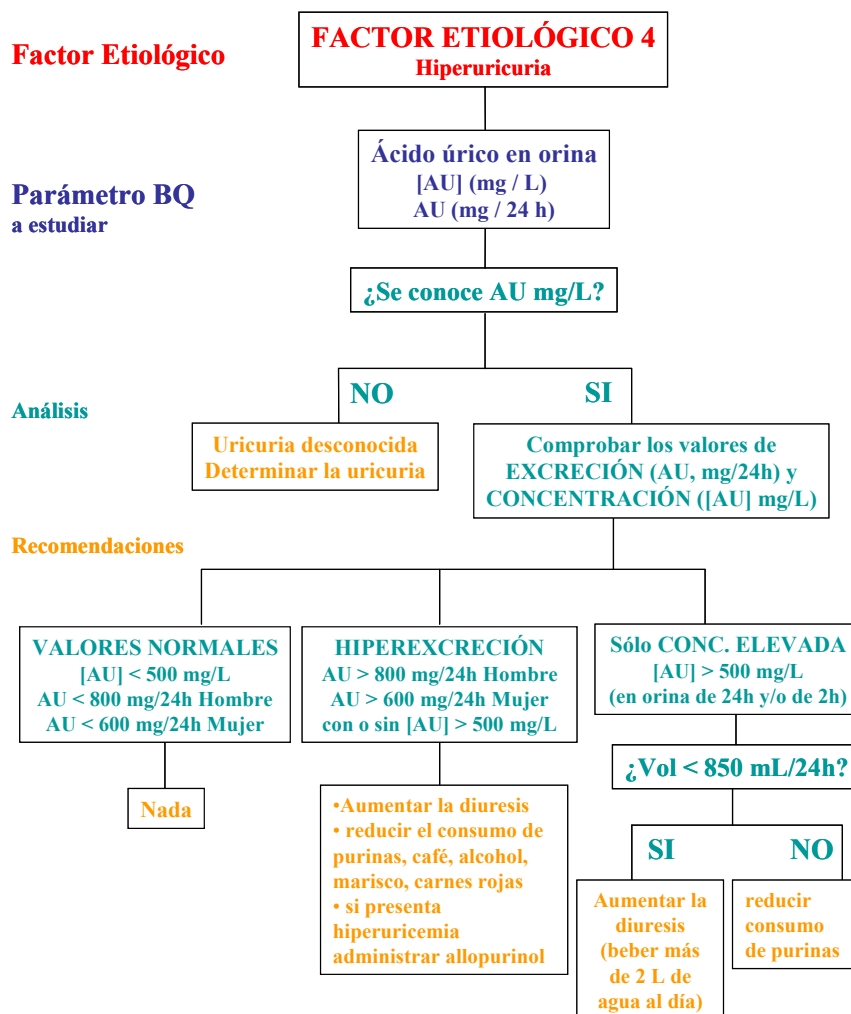 Factor Etiológico
FACTOR ETIOLÓGICO 4
Hiperuricuria
Parámetro BQ
a estudiar
Ácido úrico en orina
[AU] (mg / L)
AU (mg / 24 h)
¿Se conoce AU mg/L?
NO
SI
Análisis
Uricuria desconocida
Determinar la uricuria
Comprobar los valores de
EXCRECIÓN (AU, mg/24h) y
CONCENTRACIÓN ([AU] mg/L)
Recomendaciones
VALORES NORMALES
[AU] < 500 mg/L
AU < 800 mg/24h Hombre
AU < 600 mg/24h Mujer
HIPEREXCRECIÓN
AU > 800 mg/24h Hombre
AU > 600 mg/24h Mujer
con o sin [AU] > 500 mg/L
Sólo CONC. ELEVADA
[AU] > 500 mg/L
(en orina de 24h y/o de 2h)
¿Vol < 850 mL/24h?
Nada
•Aumentar la diuresis
• reducir el consumo de
purinas, café, alcohol,
marisco, carnes rojas
• si presenta
hiperuricemia
administrar allopurinol
SI
NO
Aumentar la
diuresis
(beber más
de 2 L de
agua al día)
reducir
consumo
de purinas